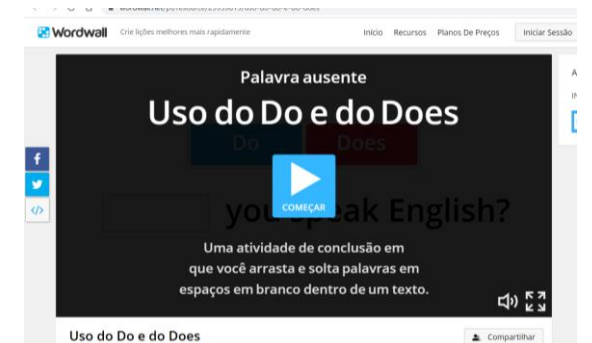 Wordwall Crie lições melhores mais rapidamente Início Recursos Planos De Preços Iniciar Sessão
Palavra ausente
Uso do Do e do Does
Do Does
COMEÇAR
you speak English?
Uma atividade de conclusão em
que você arrasta e solta palavras em
espaços em branco dentro de um texto.
Uso do Do e do Does
Compartilhar